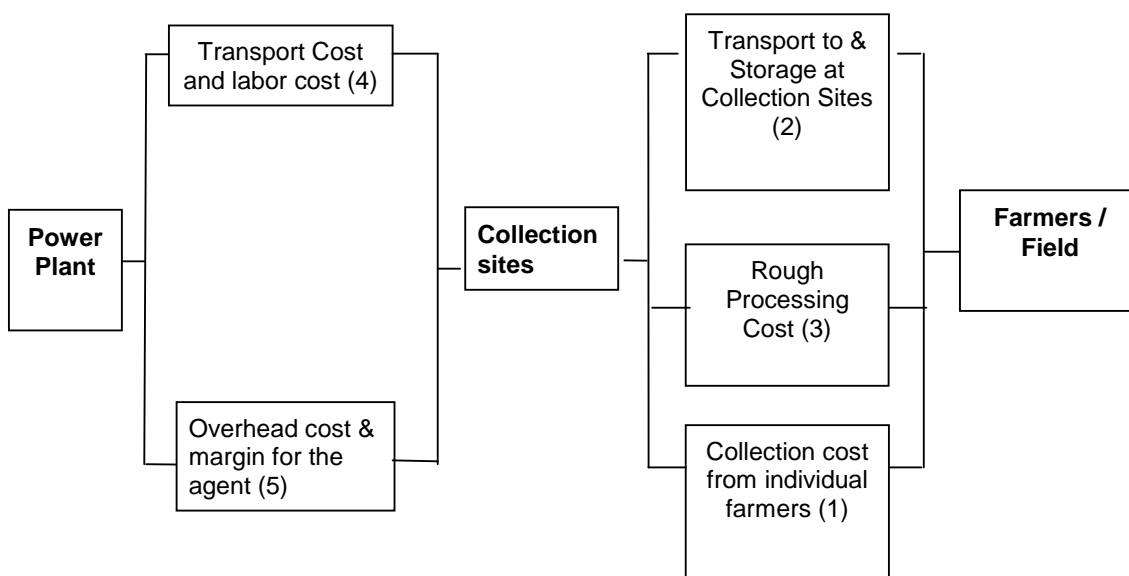 Power
Plant
Transport Cost
and labor cost (4)
Overhead cost &
margin for the
agent (5)
Collection
sites
Transport to &
Storage at
Collection Sites
(2)
Rough
Processing
Cost (3)
Collection cost
from individual
farmers (1)
Farmers /
Field